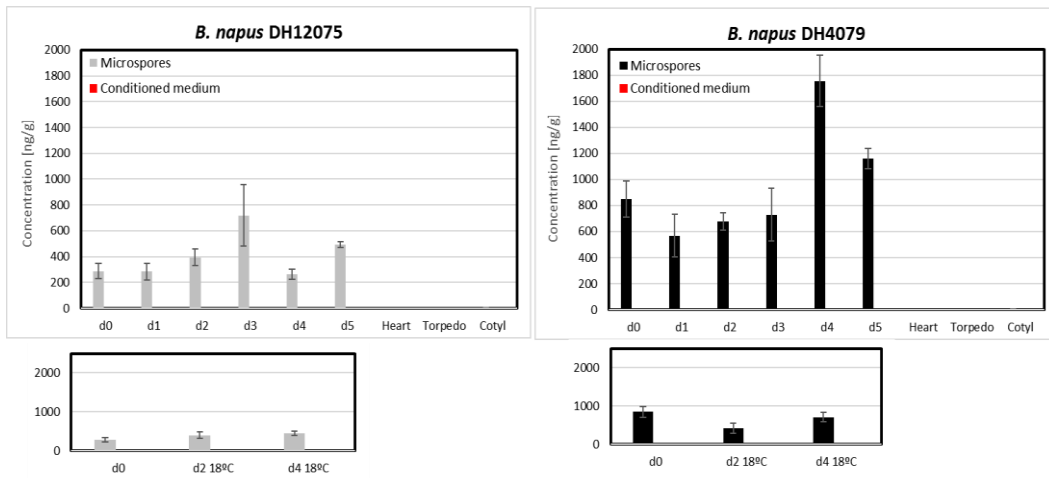 B. napus DH12075
2000
1800
1600
1400
1200
1000
800
600
400
200
0
Concentration [ng/g]
Microspores
Conditioned medium
d0 d1 d2 d3 d4 d5 Heart Torpedo Cotyl
B. napus DH4079
2000
1800
1600
1400
1200
1000
800
600
400
200
0
Concentration [ng/g]
Microspores
Conditioned medium
d0 d1 d2 d3 d4 d5 Heart Torpedo Cotyl
2000
1000
0
d0 d2 18ºC d4 18ºC
2000
1000
0
d0 d2 18ºC d4 18ºC